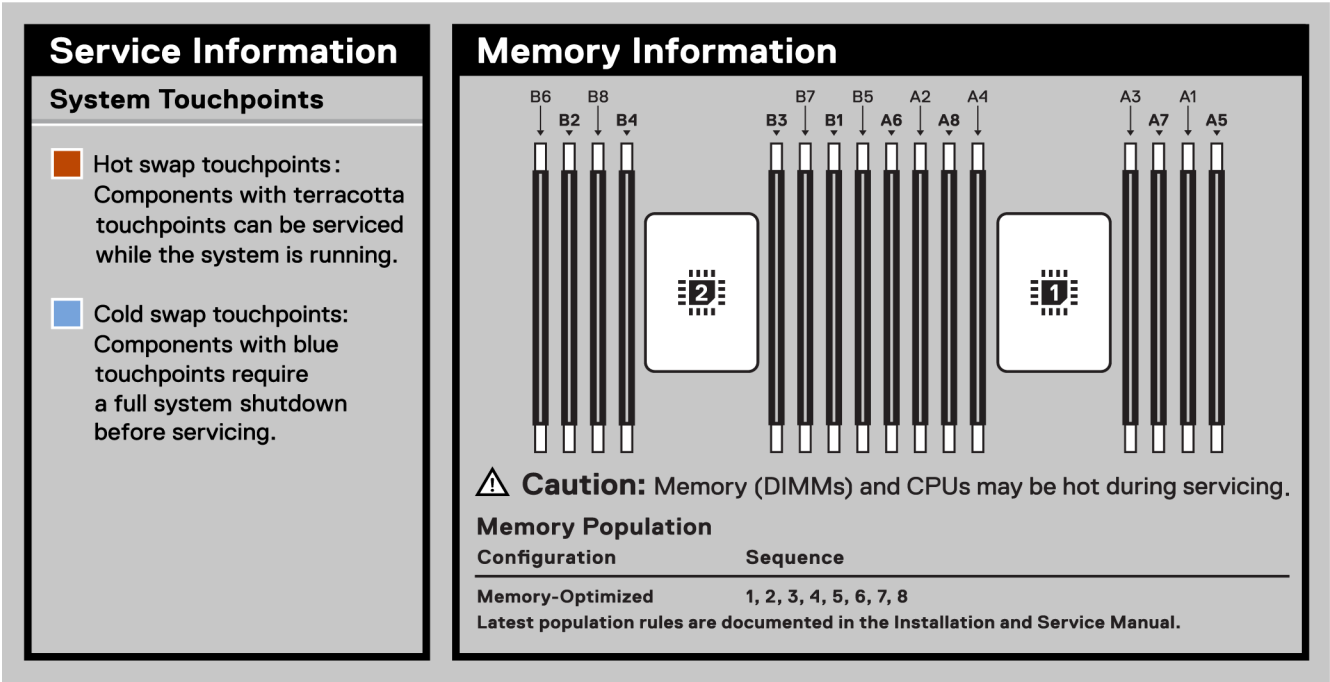 Service Information
System Touchpoints
Hot swap touchpoints:
Components with terracotta
touchpoints can be serviced
while the system is running.
Cold swap touchpoints:
Components with blue
touchpoints require
a full system shutdown
before servicing.
Memory Information
B6 B8 B7 B5 A2 A4 A3 A1
B2 B4 B3 B1 A6 A8 A7 A5
2 1
Caution: Memory (DIMMs) and CPUs may be hot during servicing.
Memory Population
Configuration Sequence
Memory-Optimized 1, 2, 3, 4, 5, 6, 7, 8
Latest population rules are documented in the Installation and Service Manual.